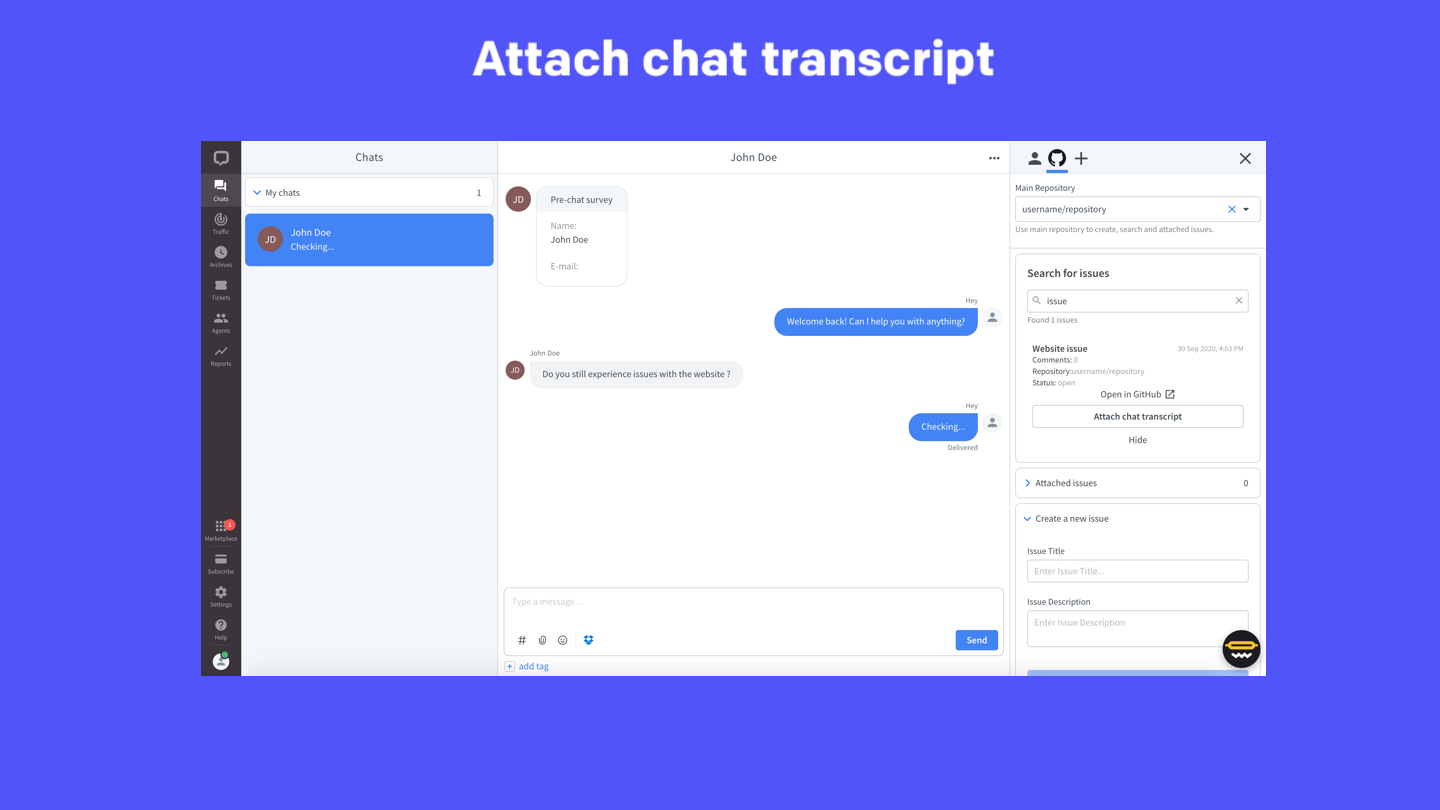 Attach chat transcript
Chats
Traffic
Archives
Tickets
Agents
Reports
1
Marketplace
Subscribe
Settings
Help
Chats
My chats 1
JD
John Doe
Checking...
John Doe
JD
Pre-chat survey
Name:
John Doe
E-mail:
Hey
Welcome back! Can I help you with anything?
John Doe
JD
Do you still experience issues with the website ?
Hey
Checking...
Delivered
Type a message...
Send
add tag
Main Repository
username/repository
Use main repository to create, search and attached issues.
Search for issues
issue
Found 1 issues
Website issue 30 Sep 2020, 4:03 PM
Comments: 0
Repository:username/repository
Status: open
Open in GitHub
Attach chat transcript
Hide
Attached issues 0
Create a new issue
Issue Title
Enter Issue Title...
Issue Description
Enter Issue Description